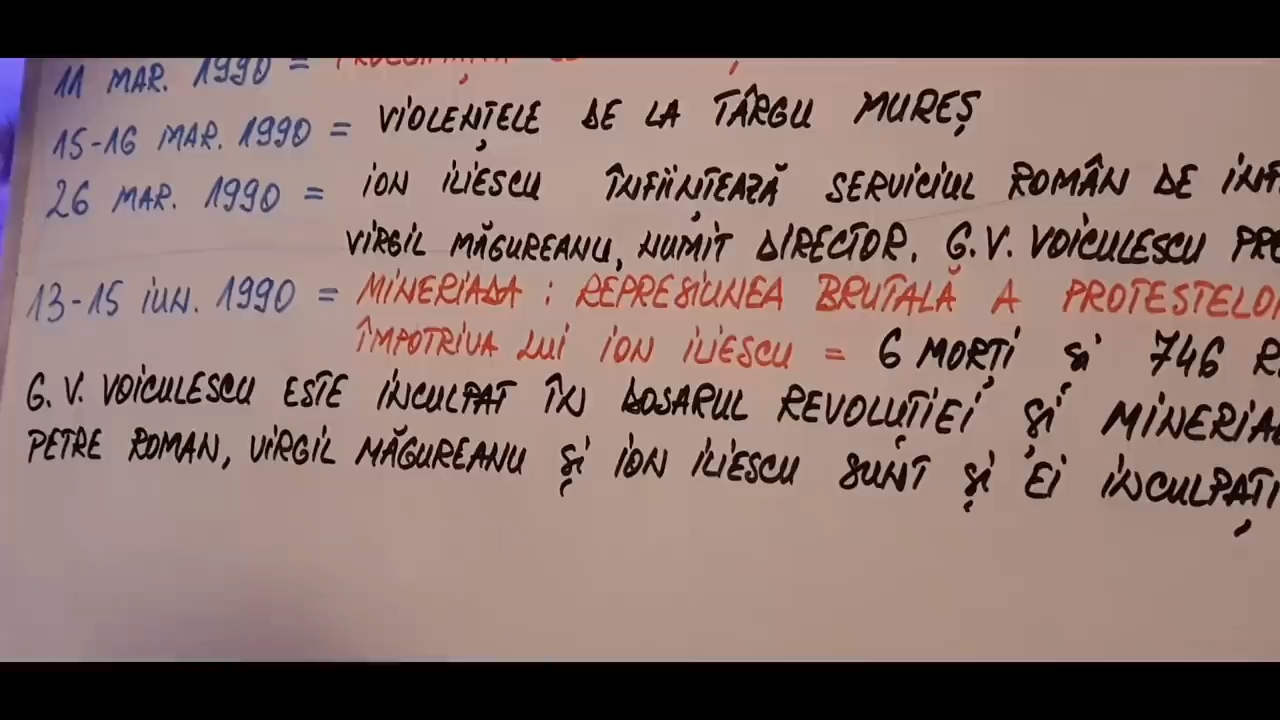 11 MAR. 1990 =
15-16 MAR. 1990 = VIOLENȚELE DE LA TÂRGU MUREȘ
26 MAR. 1990 = ION ILIESCU ÎNFIINȚEAZĂ SERVICIUL ROMÂN DE
VIRGIL MĂGUREANU, NUMIT DIRECTOR. G.V. VOICULESCU
13-15 IUN. 1990 = MINERIADA : REPRESIUNEA BRUTALĂ A
ÎMPOTRIVA LUI ION ILIESCU = 6 MORȚI și 746
G. V. VOICULESCU ESTE INCULPAT ÎN DOSARUL REVOLUȚIEI și
PETRE ROMAN, VIRGIL MĂGUREANU și ION ILIESCU SUNT și EI INCULPAȚI